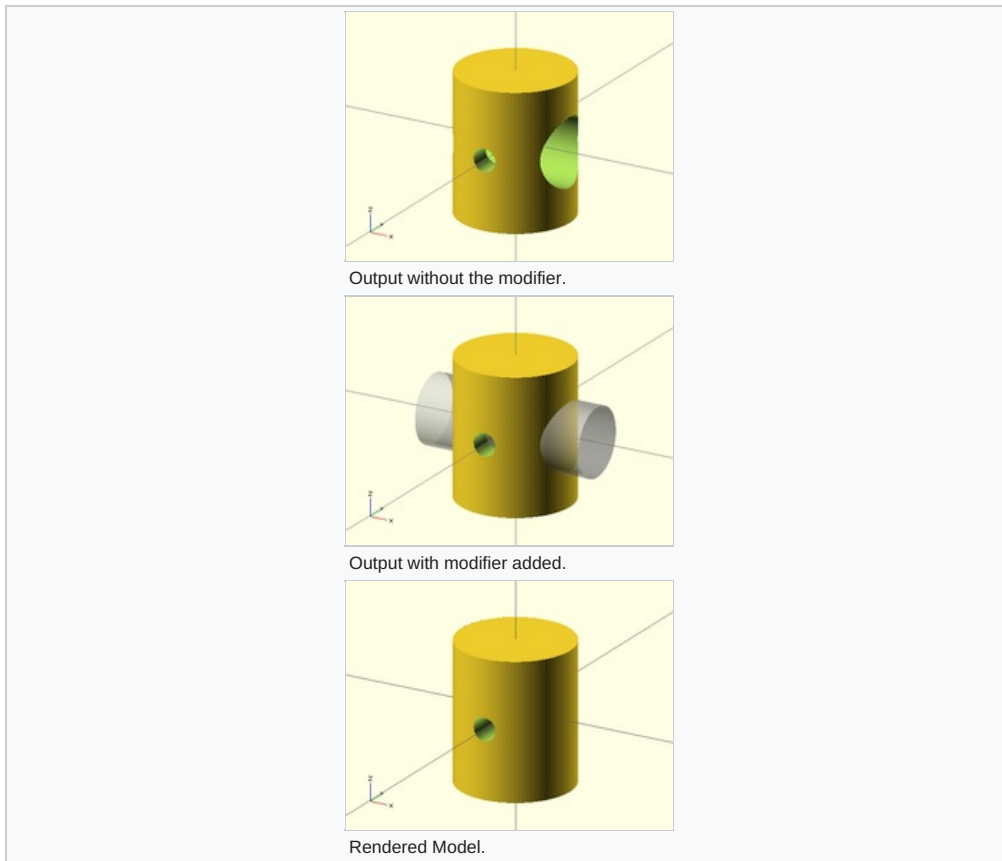 z
x
Output without the modifier.
z
x
Output with modifier added.
z
x
Rendered Model.